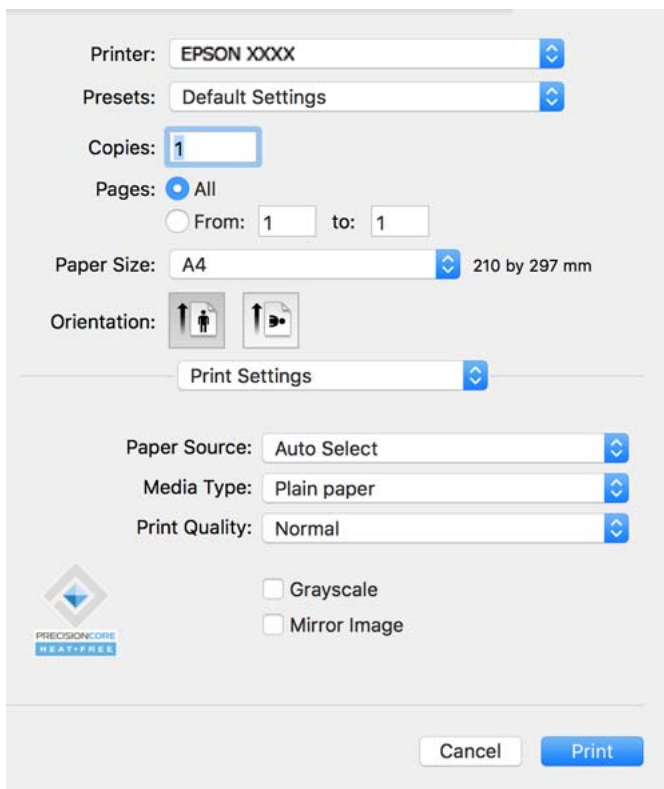 Printer: EPSON XXXX
Presets: Default Settings
Copies: 1
Pages: All
From: 1 to: 1
Paper Size: A4 210 by 297 mm
Orientation:
Print Settings
Paper Source: Auto Select
Media Type: Plain paper
Print Quality: Normal
Grayscale
Mirror Image
PRECISIONCORE
HEAT-FREE
Cancel Print